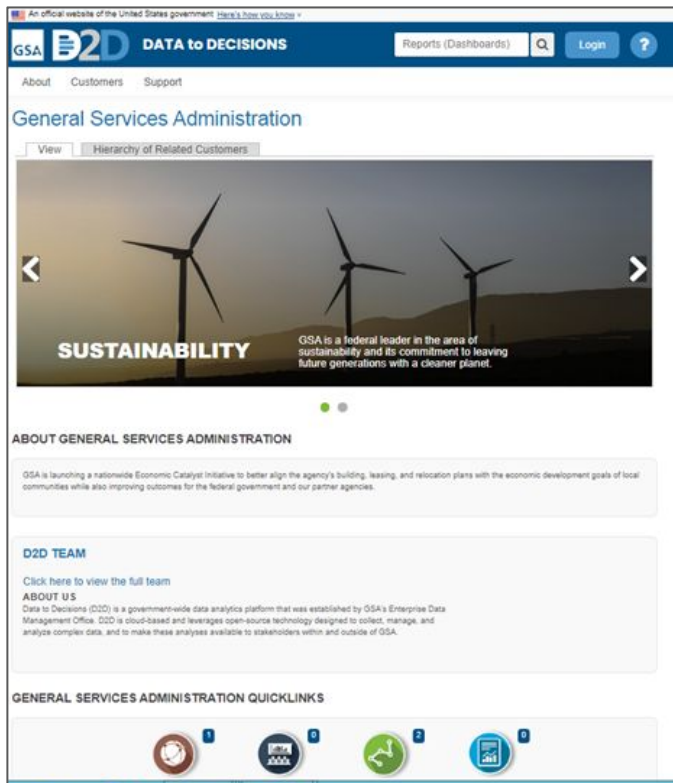 An official website of the United States government Here's how you know
GSA D2D DATA to DECISIONS
Reports (Dashboards)
Login
?
About Customers Support
General Services Administration
View Hierarchy of Related Customers
SUSTAINABILITY
GSA is a federal leader in the area of
sustainability and its commitment to leaving
future generations with a cleaner planet.
ABOUT GENERAL SERVICES ADMINISTRATION
GSA is launching a nationwide Economic Catalyst Initiative to better align the agency's building, leasing, and relocation plans with the economic development goals of local
communities while also improving outcomes for the federal government and our partner agencies.
D2D TEAM
Click here to view the full team
ABOUT US
Data to Decisions (D2D) is a government-wide data analytics platform that was established by GSA's Enterprise Data
Management Office. D2D is cloud-based and leverages open-source technology designed to collect, manage, and
analyze complex data, and to make these analyses available to stakeholders within and outside of GSA.
GENERAL SERVICES ADMINISTRATION QUICKLINKS
1 0 2 0